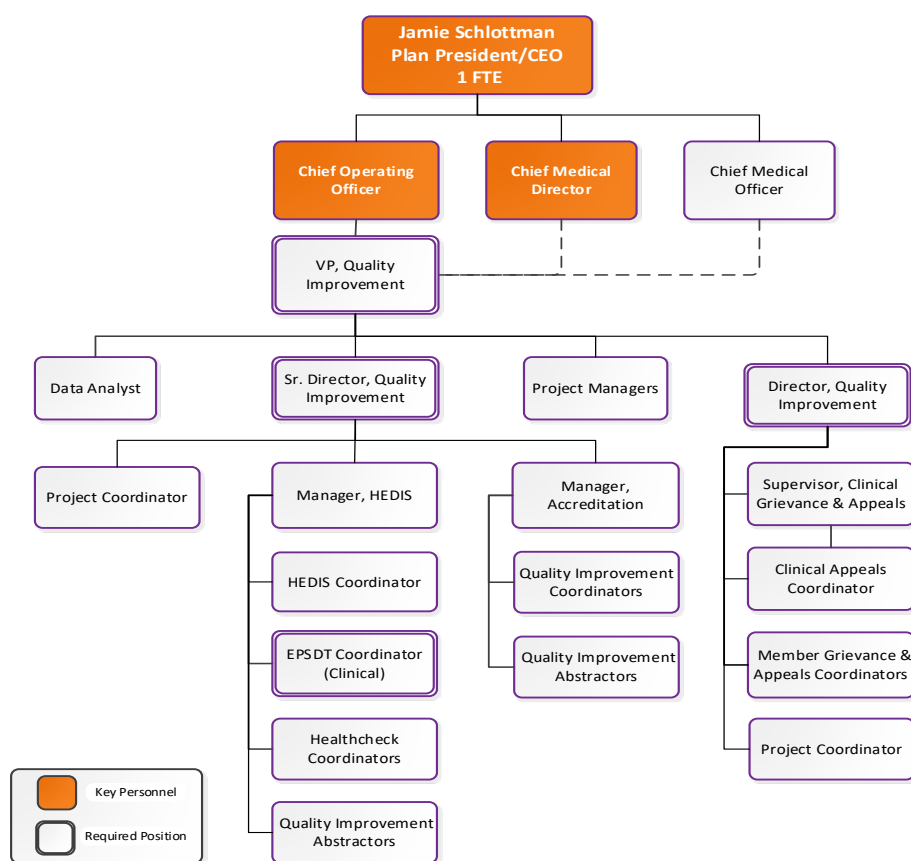 Jamie Schlottman
Plan President/CEO
1 FTE
Chief Operating
Officer
Chief Medical
Director
Chief Medical
Officer
VP, Quality
Improvement
Data Analyst
Sr. Director, Quality
Improvement
Project Managers
Director, Quality
Improvement
Project Coordinator
Manager, HEDIS
Manager,
Accreditation
Supervisor, Clinical
Grievance & Appeals
HEDIS Coordinator
Quality Improvement
Coordinators
Clinical Appeals
Coordinator
EPSDT Coordinator
(Clinical)
Quality Improvement
Abstractors
Member Grievance &
Appeals Coordinators
Healthcheck
Coordinators
Project Coordinator
Quality Improvement
Abstractors
Key Personnel
Required Position